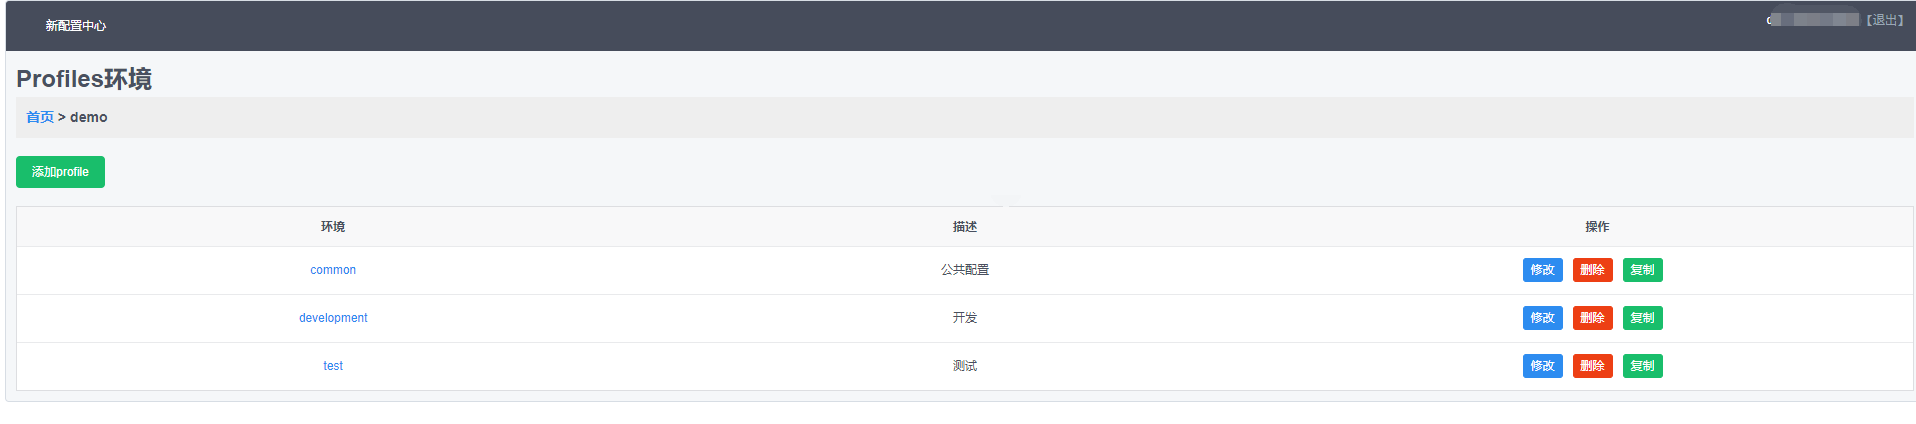 新配置中心
【退出】
Profiles环境
首页 > demo
添加profile
环境 描述 操作
common 公共配置 修改 删除 复制
development 开发 修改 删除 复制
test 测试 修改 删除 复制